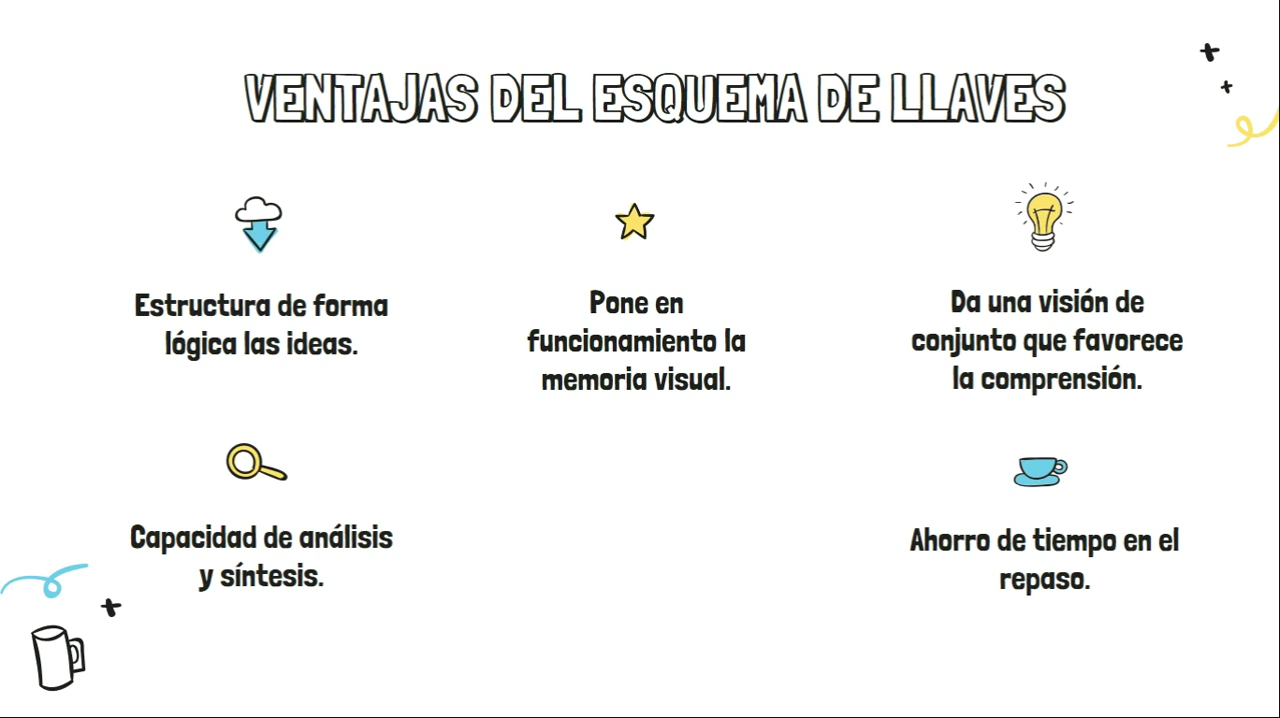 VENTAJAS DEL ESQUEMA DE LLAVES
Estructura de forma
lógica las ideas.
Pone en
funcionamiento la
memoria visual.
Da una visión de
conjunto que favorece
la comprensión.
Capacidad de análisis
y síntesis.
Ahorro de tiempo en el
repaso.